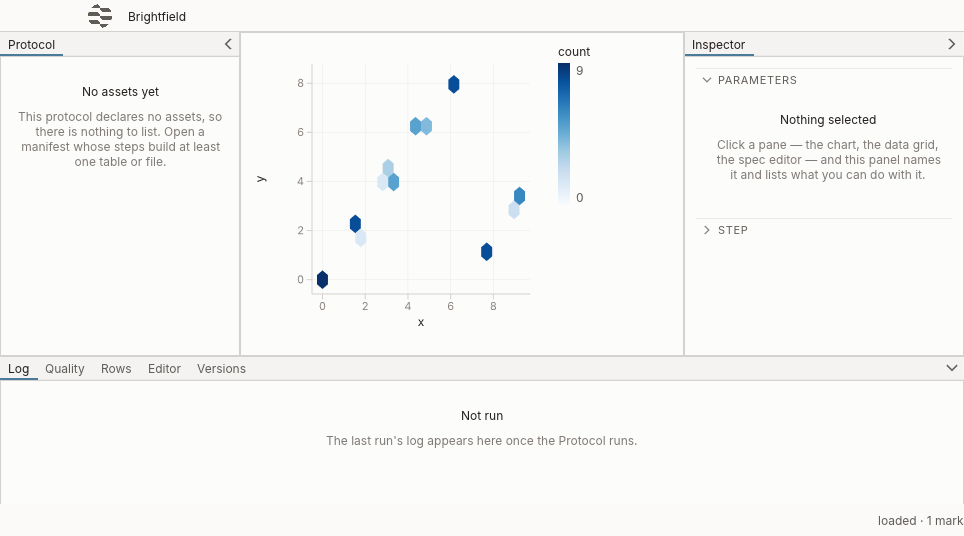 Brightfield
Protocol
No assets yet
This protocol declares no assets, so
there is nothing to list. Open a
manifest whose steps build at least
one table or file.
count
9
0
8
6
4
2
0
y
0 2 4 6 8
x
Inspector
PARAMETERS
Nothing selected
Click a pane — the chart, the data grid,
the spec editor — and this panel names
it and lists what you can do with it.
STEP
Log Quality Rows Editor Versions
Not run
The last run's log appears here once the Protocol runs.
loaded · 1 mark